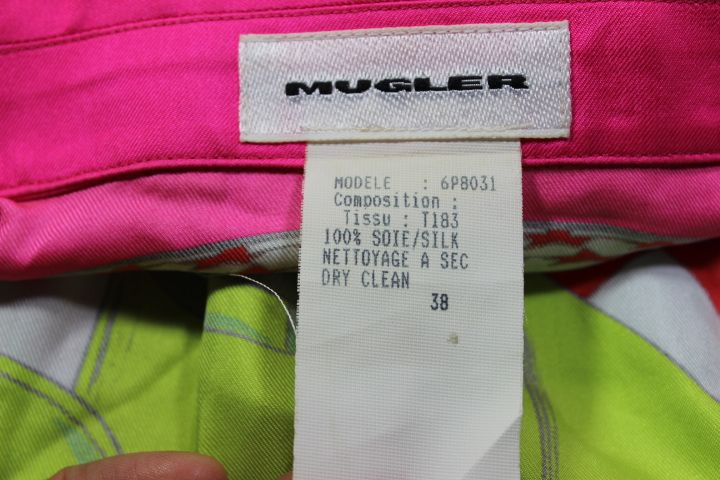 MUGLER
MODELE : 6P8031
Composition :
Tissu : T183
100% SOIE/SILK
NETTOYAGE A SEC
DRY CLEAN
38